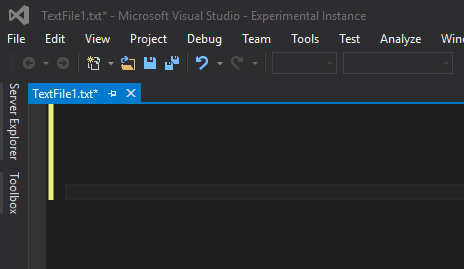 TextFile1.txt* - Microsoft Visual Studio - Experimental Instance
File Edit View Project Debug Team Tools Test Analyze Win
TextFile1.txt*
Server Explorer
Toolbox